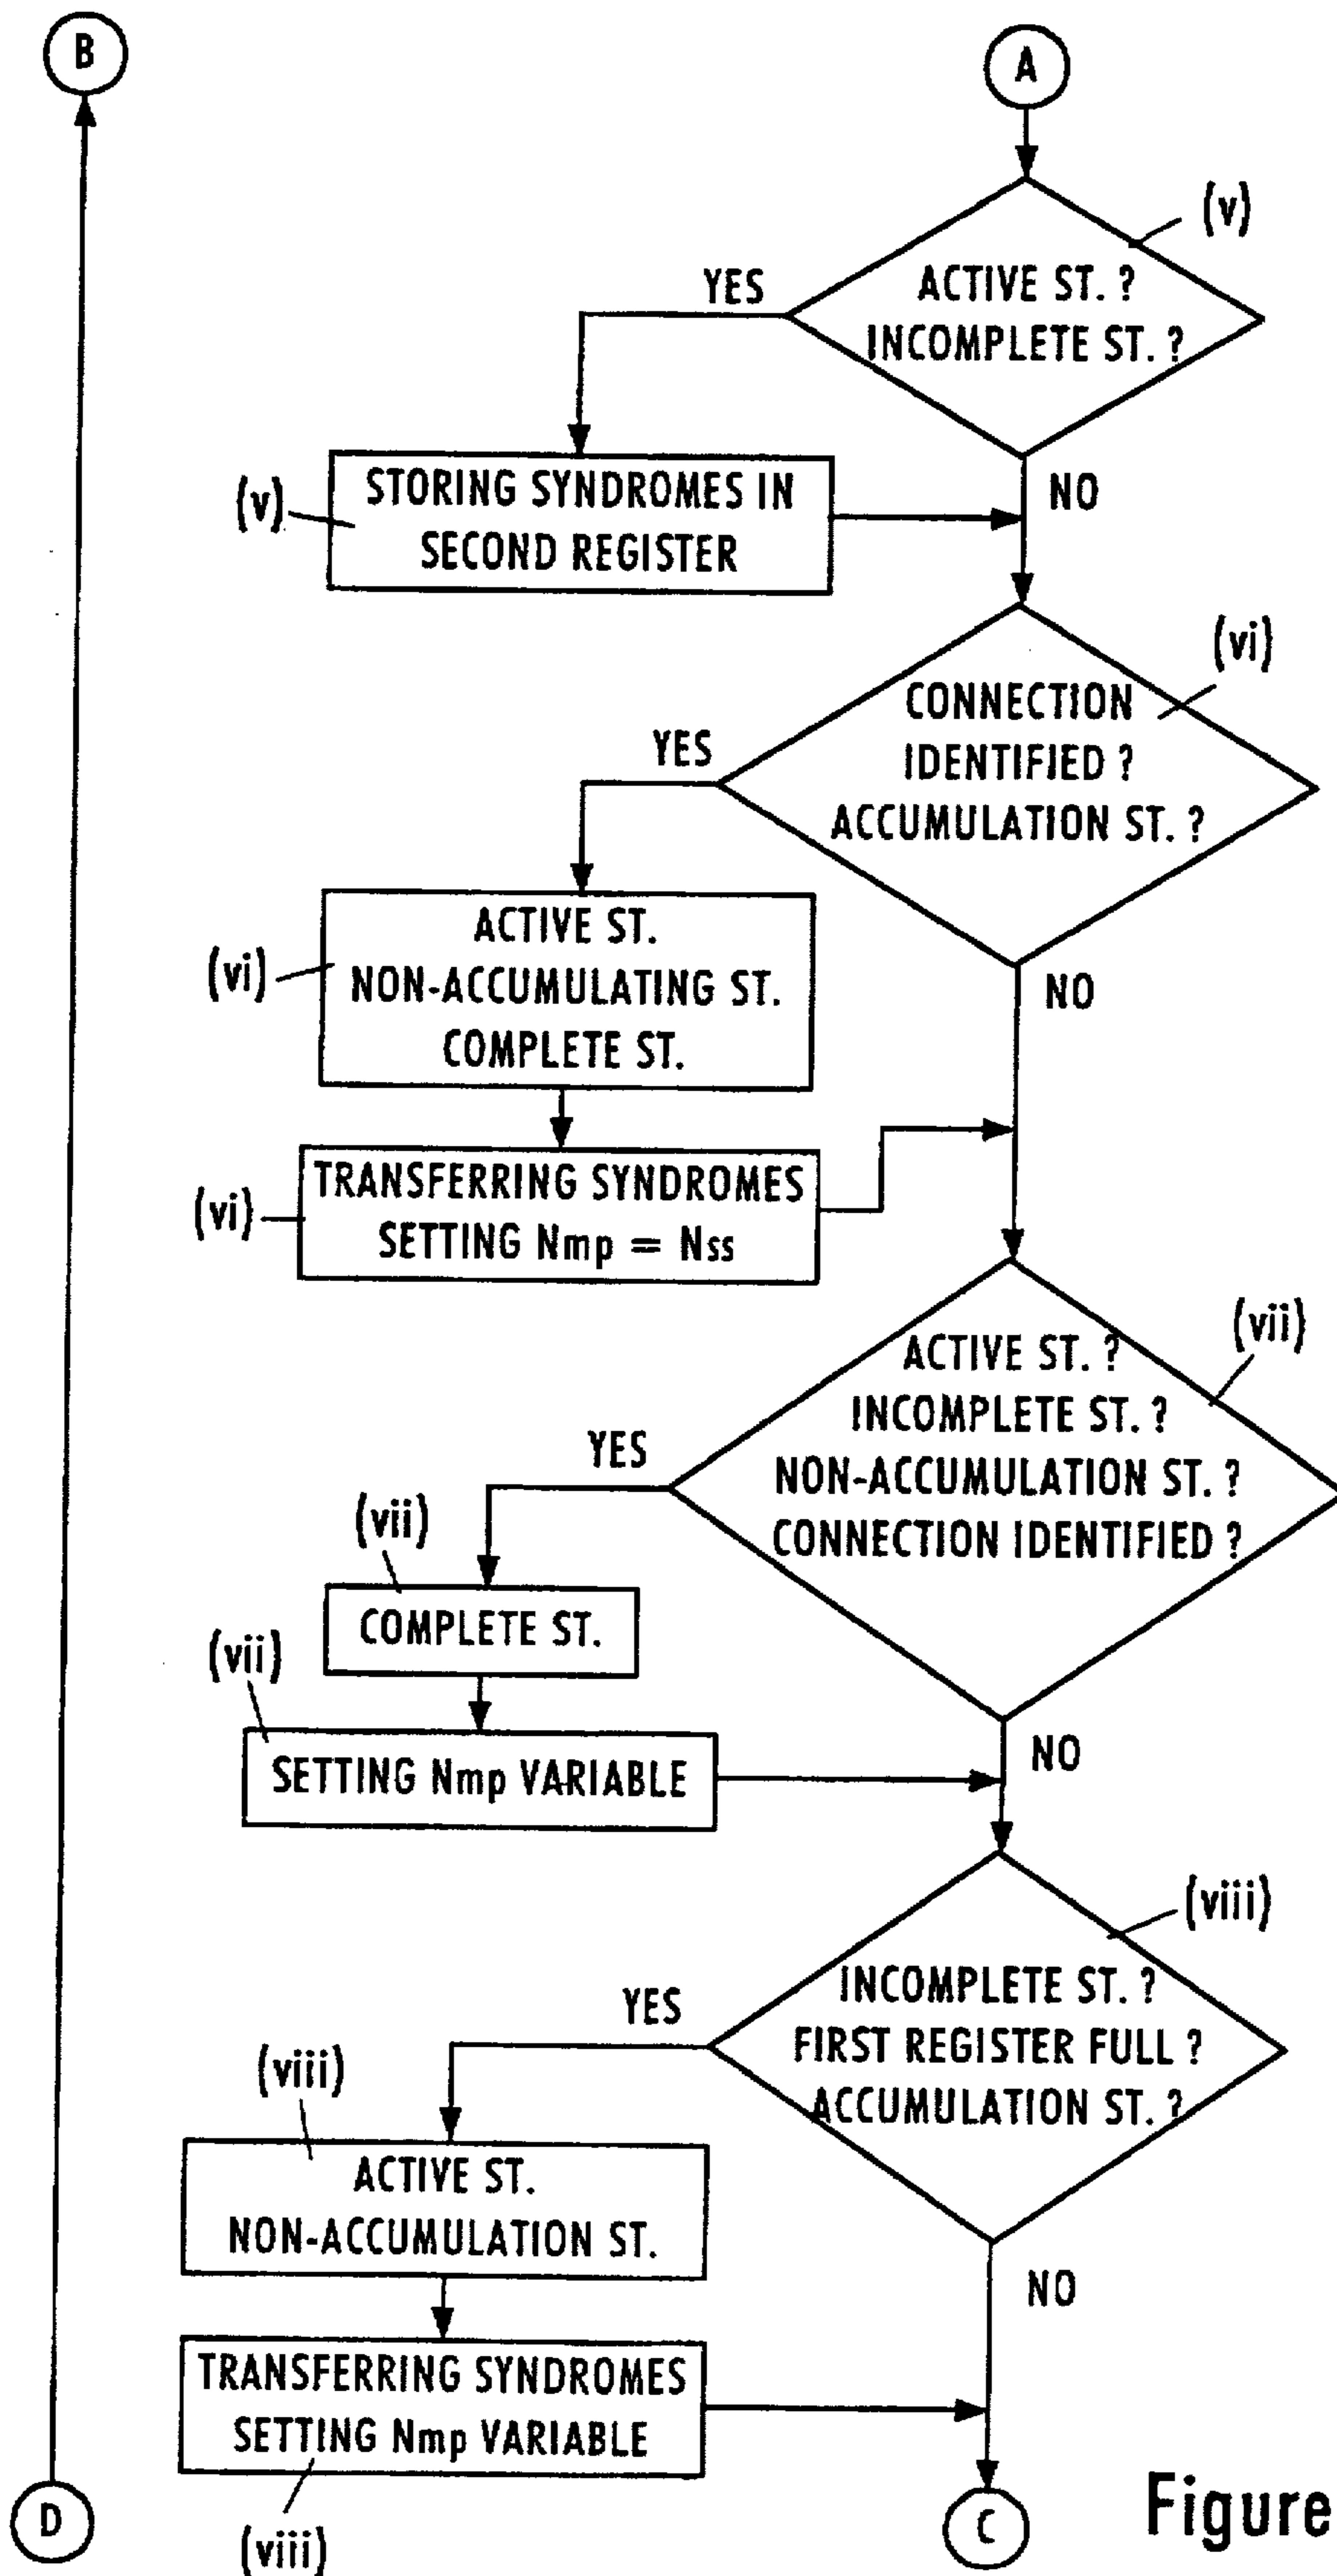 B
A
(v)
ACTIVE ST. ?
INCOMPLETE ST. ?
YES
NO
(v)
STORING SYNDROMES IN
SECOND REGISTER
(vi)
CONNECTION
IDENTIFIED ?
ACCUMULATION ST. ?
YES
NO
(vi)
ACTIVE ST.
NON-ACCUMULATING ST.
COMPLETE ST.
(vi)
TRANSFERRING SYNDROMES
SETTING Nmp = Nss
(vii)
ACTIVE ST. ?
INCOMPLETE ST. ?
NON-ACCUMULATION ST. ?
CONNECTION IDENTIFIED ?
YES
NO
(vii)
COMPLETE ST.
(vii)
SETTING Nmp VARIABLE
(viii)
INCOMPLETE ST. ?
FIRST REGISTER FULL ?
ACCUMULATION ST. ?
YES
NO
(viii)
ACTIVE ST.
NON-ACCUMULATION ST.
TRANSFERRING SYNDROMES
SETTING Nmp VARIABLE
(viii)
D
C
Figure